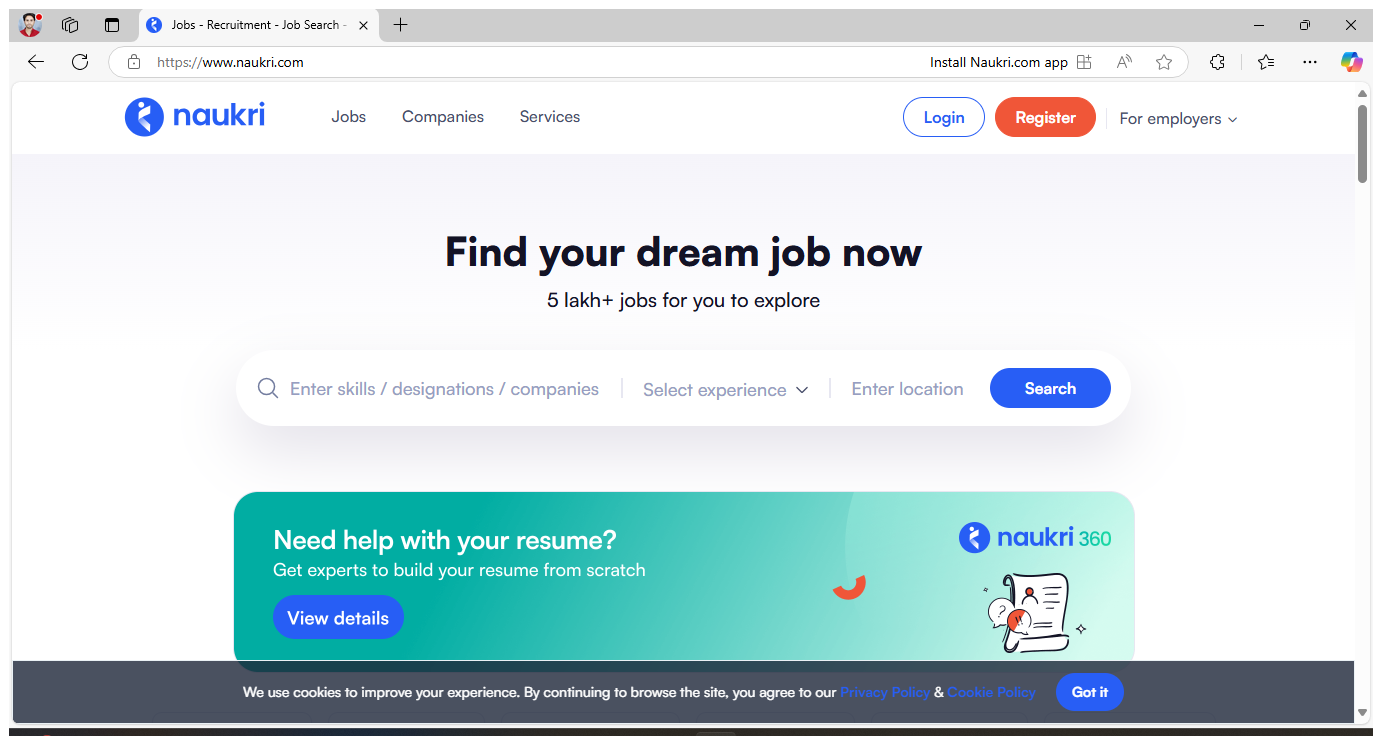 Jobs - Recruitment - Job Search -
https://www.naukri.com
Install Naukri.com app
naukri
Jobs
Companies
Services
Login
Register
For employers
Find your dream job now
5 lakh+ jobs for you to explore
Enter skills / designations / companies
Select experience
Enter location
Search
Need help with your resume?
Get experts to build your resume from scratch
View details
naukri 360
?
We use cookies to improve your experience. By continuing to browse the site, you agree to our Privacy Policy & Cookie Policy
Got it